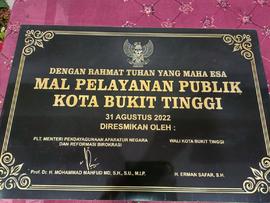 DENGAN RAHMAT TUHAN YANG MAHA ESA
MAL PELAYANAN PUBLIK
KOTA BUKIT TINGGI
31 AGUSTUS 2022
DIRESMIKAN OLEH :
PLT. MENTERI PENDAYAGUNAAN APARATUR NEGARA
DAN REFORMASI BIROKRASI
WALI KOTA BUKIT TINGGI
Prof. Dr. H. MOHAMMAD MAHFUD MD, S.H., S.U., M.I.P.
H. ERMAN SAFAR, S.H.